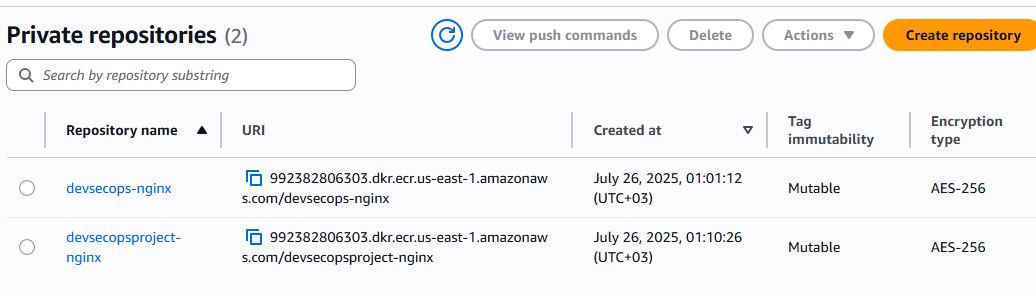 Private repositories (2)
View push commands
Delete
Actions
Create repository
Search by repository substring
Repository name
URI
Created at
Tag
immutability
Encryption
type
devsecops-nginx
992382806303.dkr.ecr.us-east-1.amazonaw
s.com/devsecops-nginx
July 26, 2025, 01:01:12
(UTC+03)
Mutable
AES-256
devsecopsproject-
nginx
992382806303.dkr.ecr.us-east-1.amazonaw
s.com/devsecopsproject-nginx
July 26, 2025, 01:10:26
(UTC+03)
Mutable
AES-256